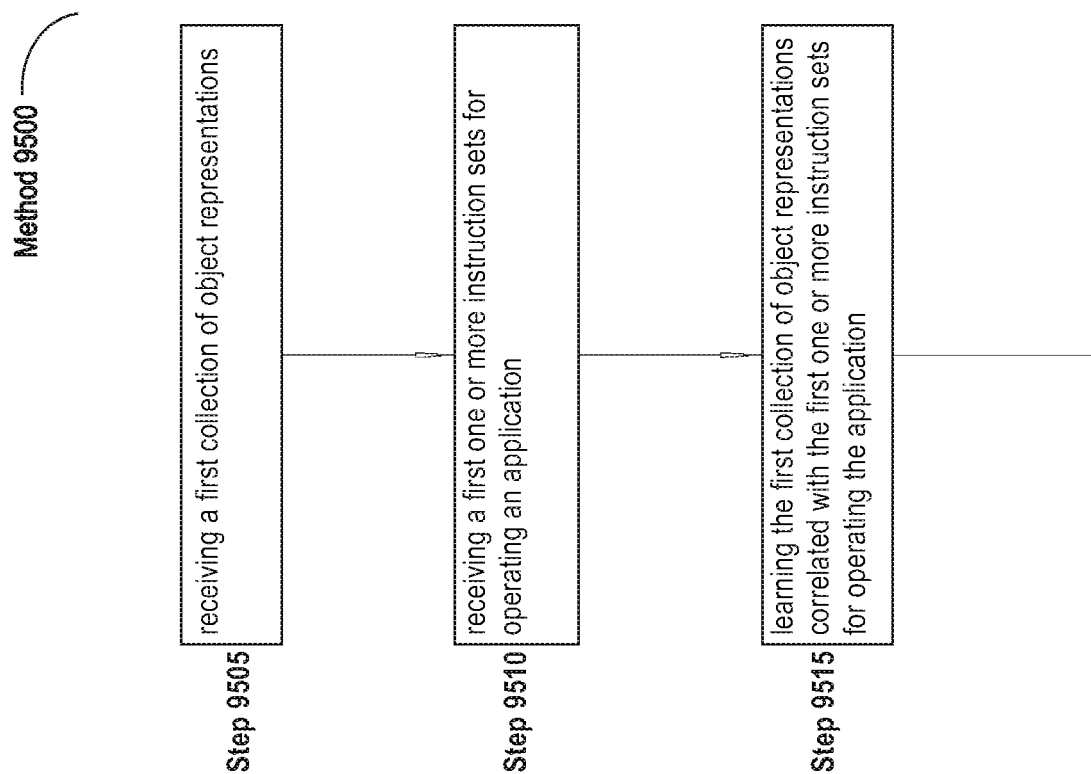 Method 9500
Step 9505
receiving a first collection of object representations
Step 9510
receiving a first one or more instruction sets for
operating an application
Step 9515
learning the first collection of object representations
correlated with the first one or more instruction sets
for operating the application